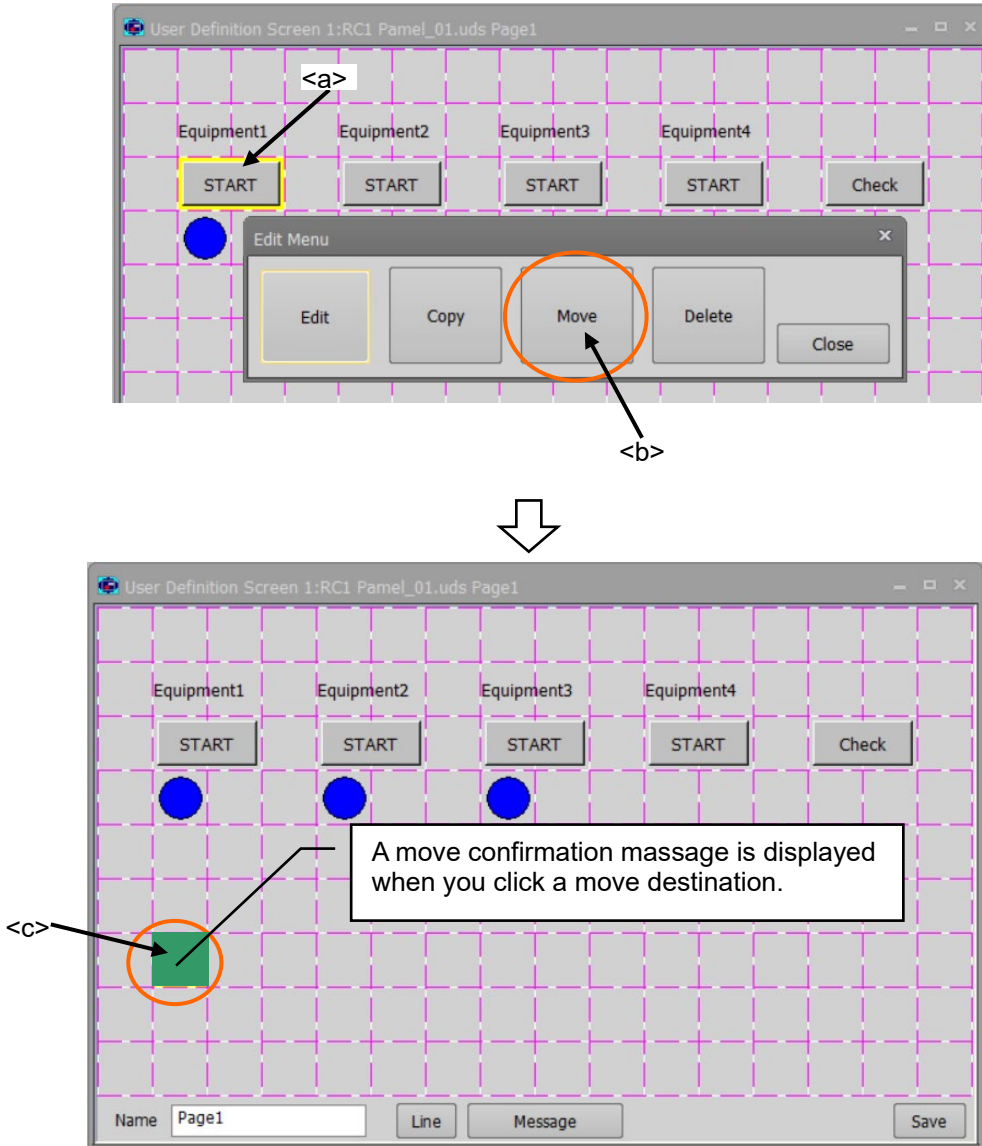 User Definition Screen 1:RC1 Pamel_01.uds Page1
<a>
Equipment1 Equipment2 Equipment3 Equipment4
START START START START Check
Edit Menu
Edit Copy Move Delete Close
<b>
User Definition Screen 1:RC1 Pamel_01.uds Page1
Equipment1 Equipment2 Equipment3 Equipment4
START START START START Check
A move confirmation massage is displayed
when you click a move destination.
<c>
Name Page1 Line Message Save